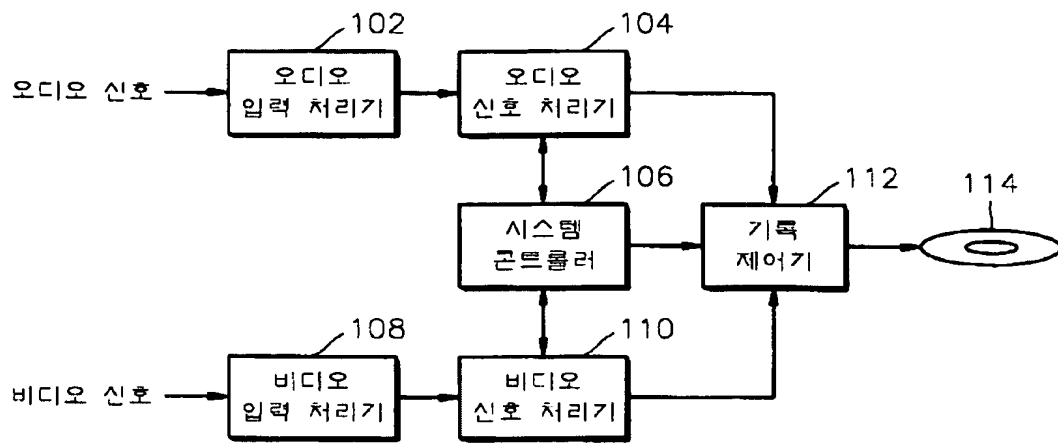 102
104
오디오 신호
오디오
입력 처리기
오디오
신호 처리기
106
112
114
시스템
콘트롤러
기록
제어기
108
110
비디오 신호
비디오
입력 처리기
비디오
신호 처리기